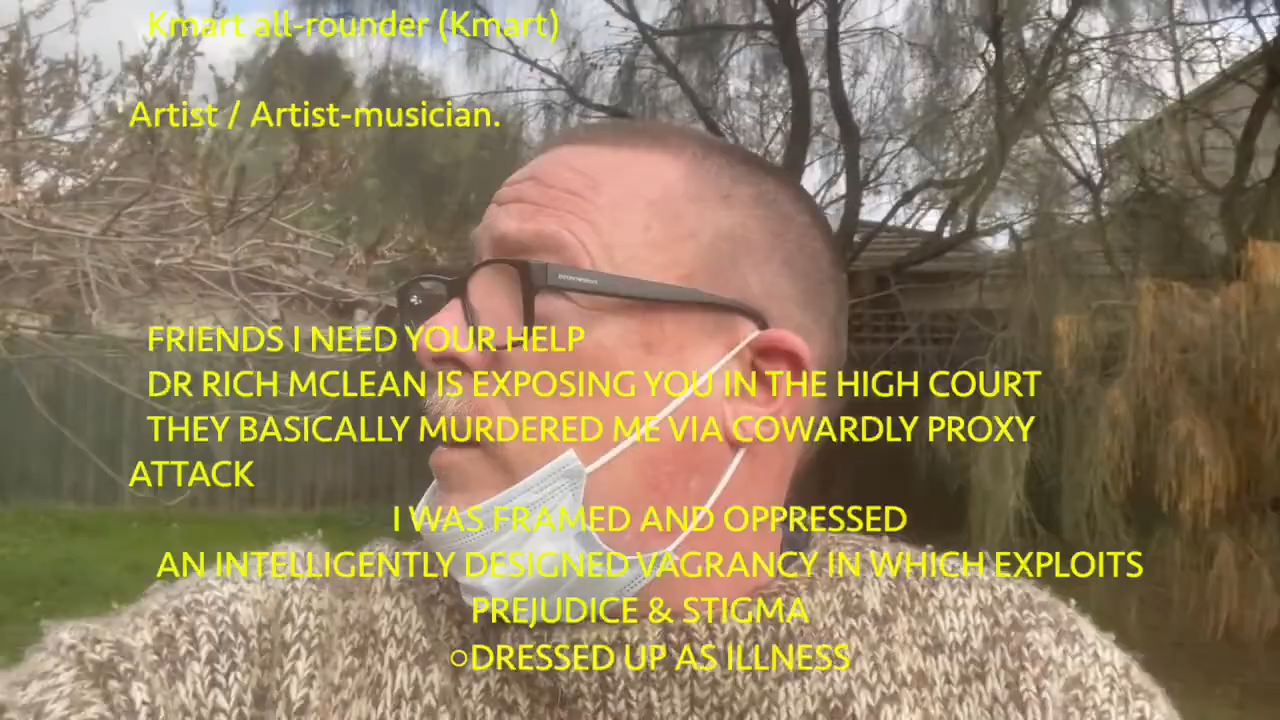 Kmart all-rounder (Kmart)
Artist / Artist-musician.
FRIENDS I NEED YOUR HELP
DR RICH MCLEAN IS EXPOSING YOU IN THE HIGH COURT
THEY BASICALLY MURDERED ME VIA COWARDLY PROXY
ATTACK
I WAS FRAMED AND OPPRESSED
AN INTELLIGENTLY DESIGNED VAGRANCY IN WHICH EXPLOITS
PREJUDICE & STIGMA
○DRESSED UP AS ILLNESS